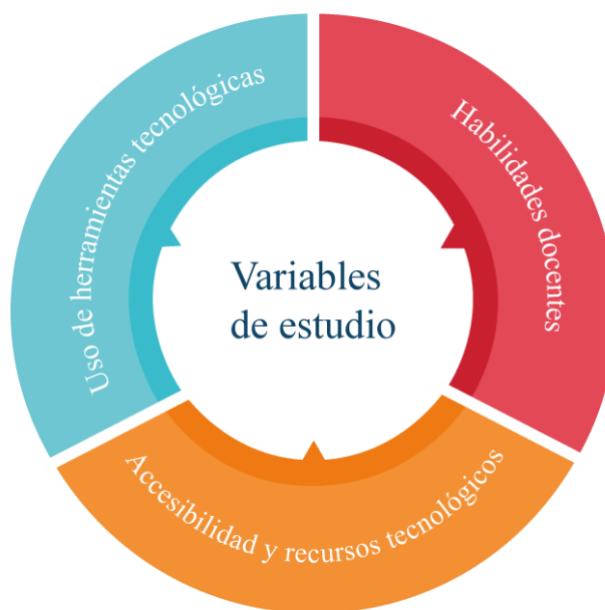 Variables
de estudio
Uso de herramientas tecnológicas
Habilidades docentes
Accesibilidad y recursos tecnológicos